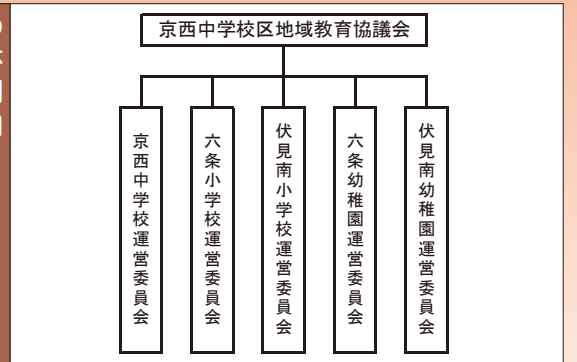 京西中学校区地域教育協議会
京西中学校運営委員会
六条小学校運営委員会
伏見南小学校運営委員会
六条幼稚園運営委員会
伏見南幼稚園運営委員会